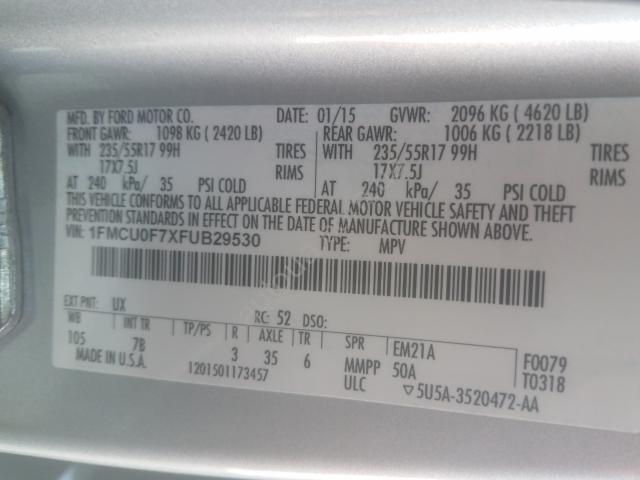 MFD. BY FORD MOTOR CO. DATE: 01/15 GVWR: 2096 KG ( 4620 LB)
FRONT GAWR: 1098 KG ( 2420 LB) REAR GAWR: 1006 KG ( 2218 LB)
WITH 235/55R17 99H TIRES WITH 235/55R17 99H TIRES
17X7.5J RIMS 17X7.5J RIMS
AT 240 kPa/ 35 PSI COLD AT 240 kPa/ 35 PSI COLD
THIS VEHICLE CONFORMS TO ALL APPLICABLE FEDERAL MOTOR VEHICLE SAFETY AND THEFT
PREVENTION STANDARDS IN EFFECT ON THE DATE OF MANUFACTURE SHOWN ABOVE.
VIN: 1FMCU0F7XFUB29530 TYPE: MPV
EXT PNT: UX RC: 52 DSO:
WB INT TR TP/PS R AXLE TR SPR EM21A F0079
105 7B 3 35 6 MMPP 50A T0318
MADE IN U.S.A. 1201501173457 ULC ▽5U5A-3520472-AA